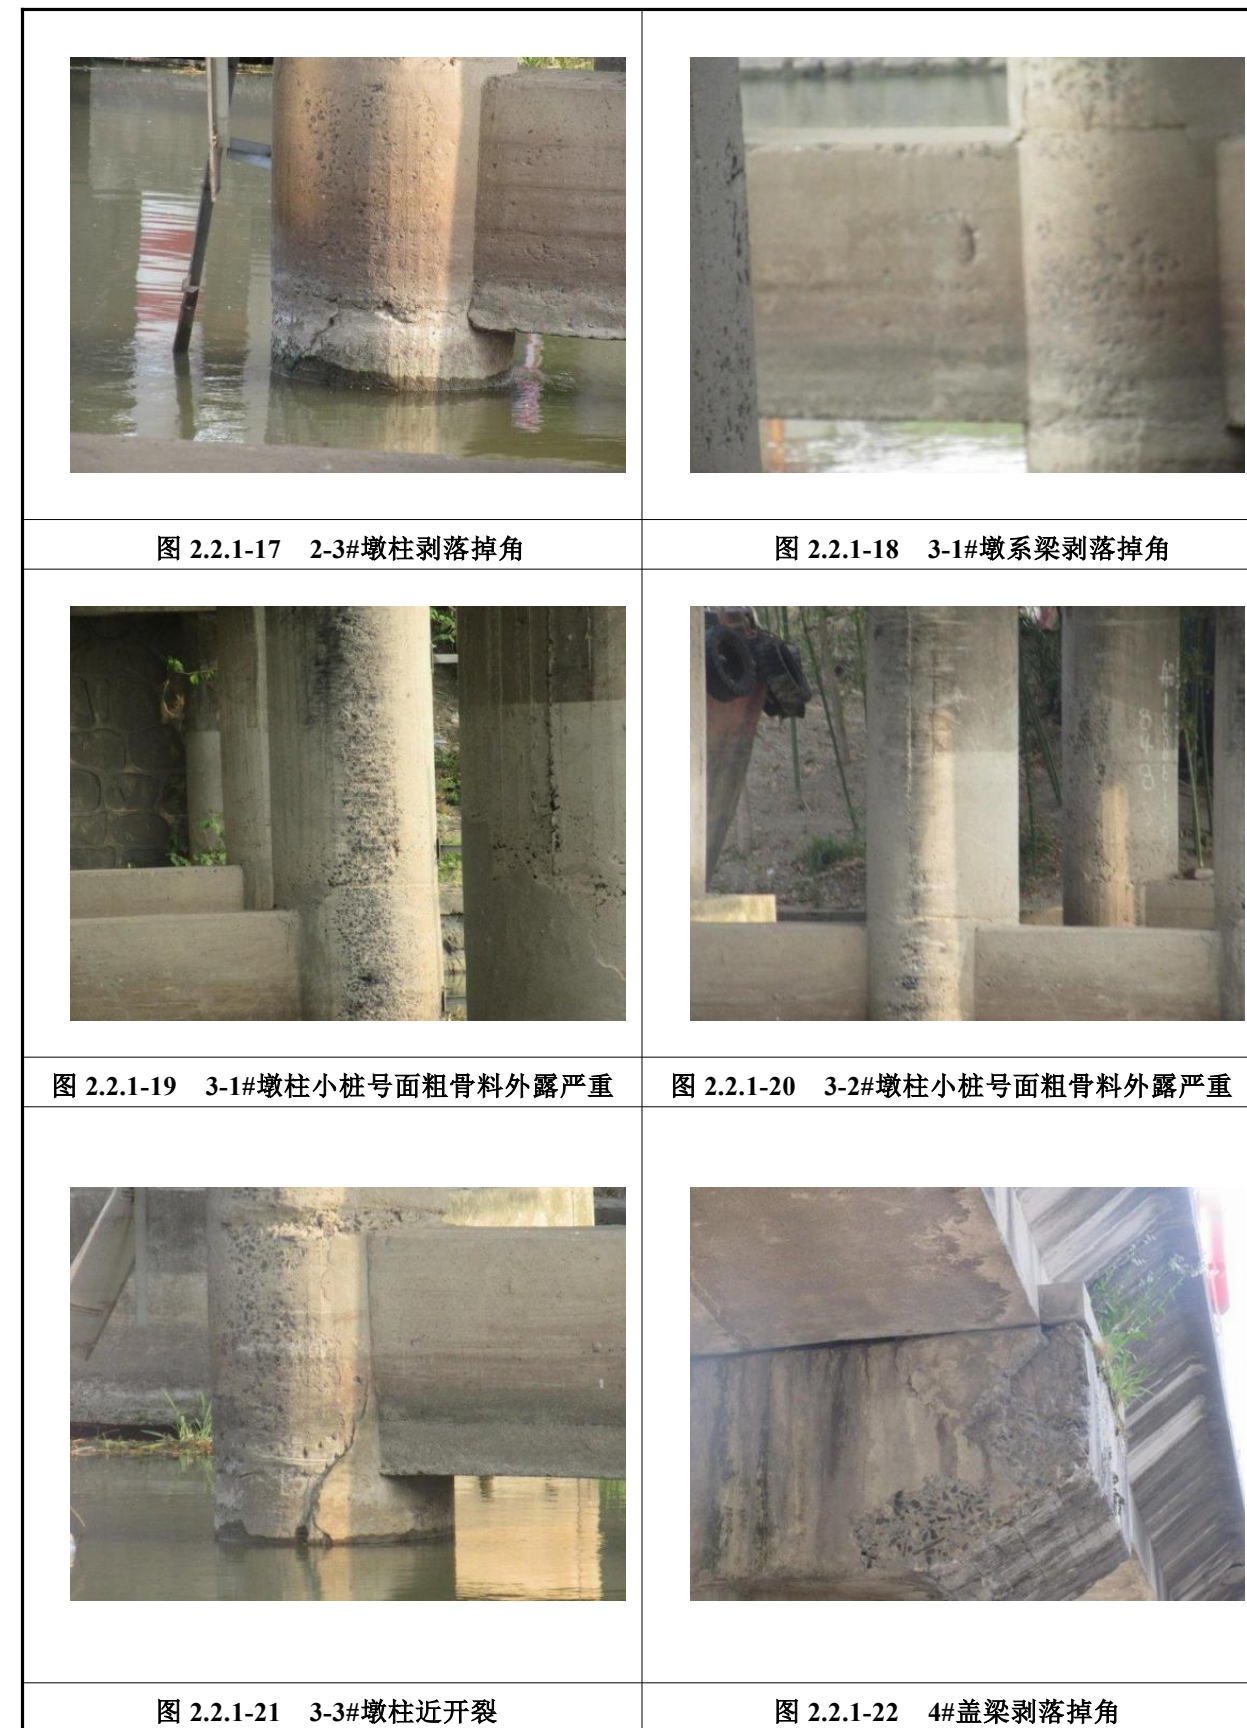 图 2.2.1-17 2-3#墩柱剥落掉角
图 2.2.1-18 3-1#墩系梁剥落掉角
图 2.2.1-19 3-1#墩柱小桩号面粗骨料外露严重
图 2.2.1-20 3-2#墩柱小桩号面粗骨料外露严重
图 2.2.1-21 3-3#墩柱近开裂
图 2.2.1-22 4#盖梁剥落掉角